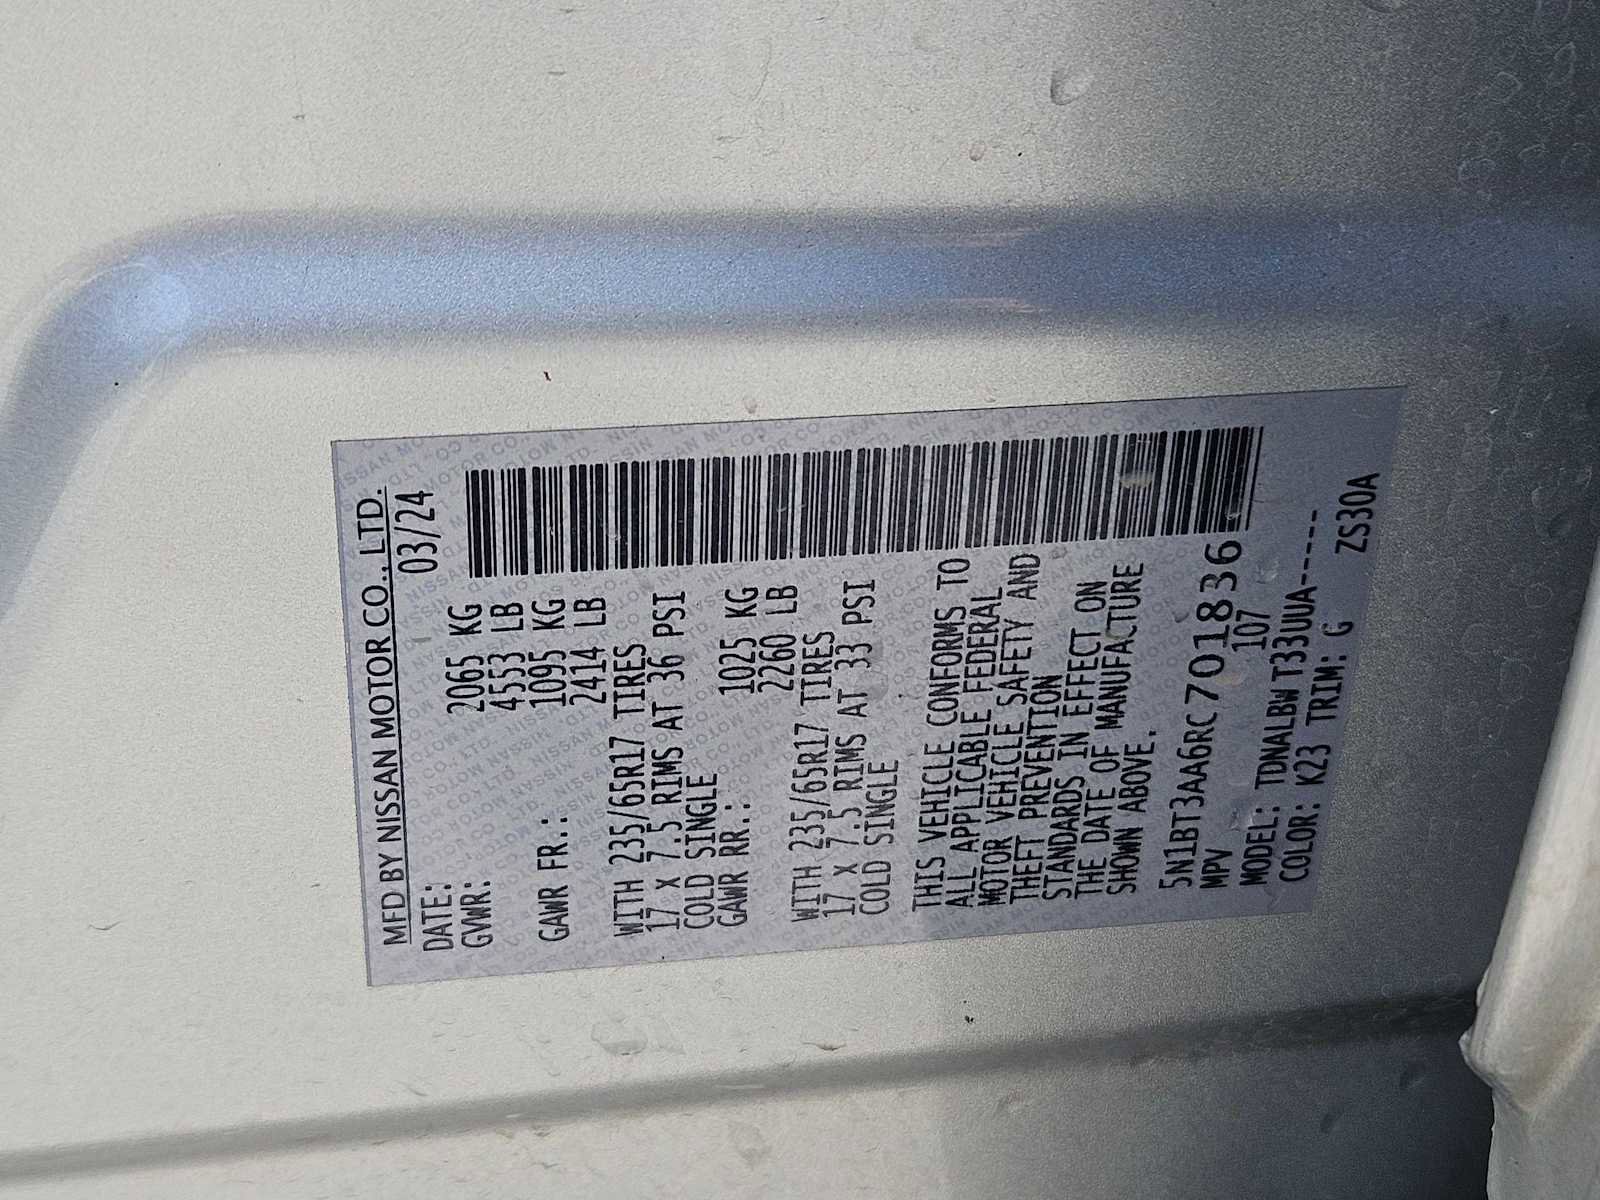 MFD BY NISSAN MOTOR CO., LTD.
DATE: 03/24
GVWR: 2065 KG
4553 LB
GAWR FR.: 1095 KG
2414 LB
WITH 235/65R17 TIRES
17 X 7.5 RIMS AT 36 PSI
COLD SINGLE
GAWR RR.: 1025 KG
2260 LB
WITH 235/65R17 TIRES
17 X 7.5 RIMS AT 33 PSI
COLD SINGLE
THIS VEHICLE CONFORMS TO
ALL APPLICABLE FEDERAL
MOTOR VEHICLE SAFETY AND
THEFT PREVENTION
STANDARDS IN EFFECT ON
THE DATE OF MANUFACTURE
SHOWN ABOVE.
5N1BT3AA6RC701836
MPV 107
MODEL: TDNALBW T33UUA-----
COLOR: K23 TRIM: G ZS30A